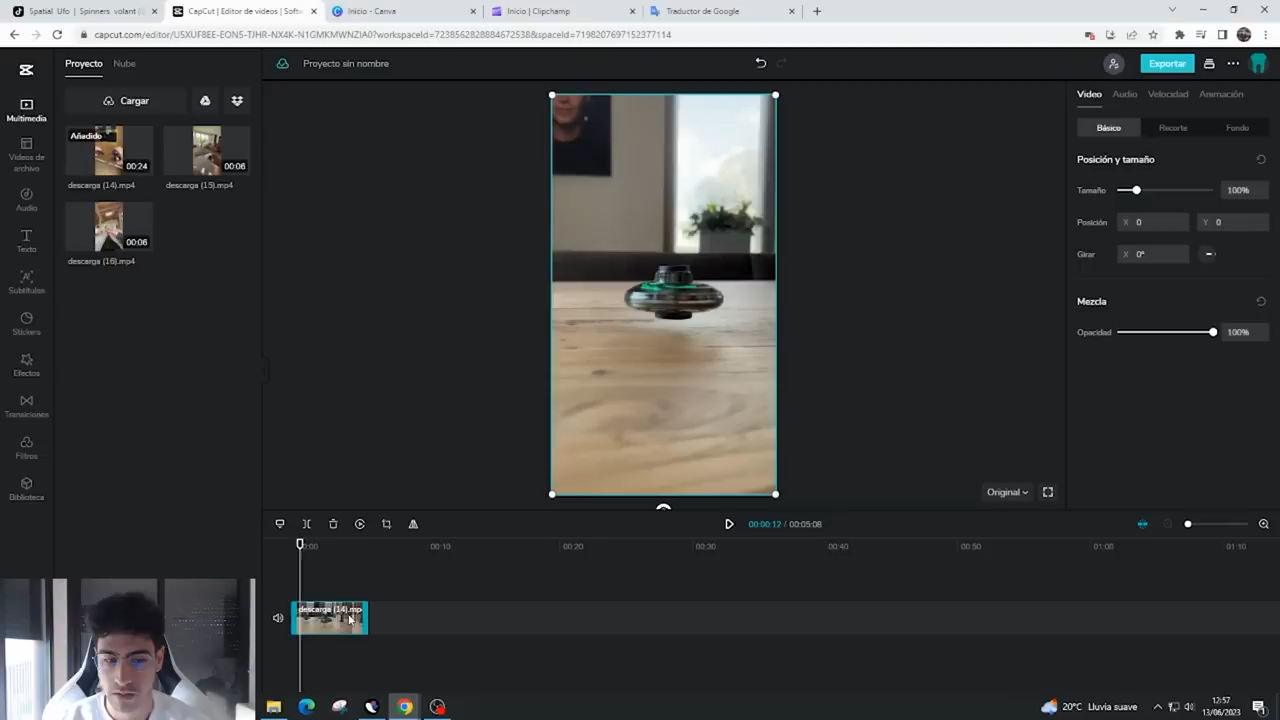 Spatial Ufo | Spinners volant (
CapCut | Editor de videos | Softw
Inicio - Canva
Inicio | Clipchamp
Traductor de Google
capcut.com/editor/U5XUF8EE-EON5-TJHR-NX4K-N1GMKMWNZIA0?workspaceId=7238562828884672538&spaceId=7198207697152377114
Proyecto
Nube
Proyecto sin nombre
Exportar
Multimedia
Videos de archivo
Audio
Texto
Subtítulos
Stickers
Efectos
Transiciones
Filtros
Biblioteca
Cargar
Añadido
00:24
00:06
descarga (14).mp4
descarga (15).mp4
00:06
descarga (16).mp4
Video
Audio
Velocidad
Animación
Básico
Recorte
Fondo
Posición y tamaño
Tamaño
100%
Posición
X 0
Y 0
Girar
X 0°
Mezcla
Opacidad
100%
Original
00:00:12 / 00:05:08
00:00
00:10
00:20
00:30
00:40
00:50
01:00
01:10
descarga (14).mp
20°C Lluvia suave
12:57
13/06/2023